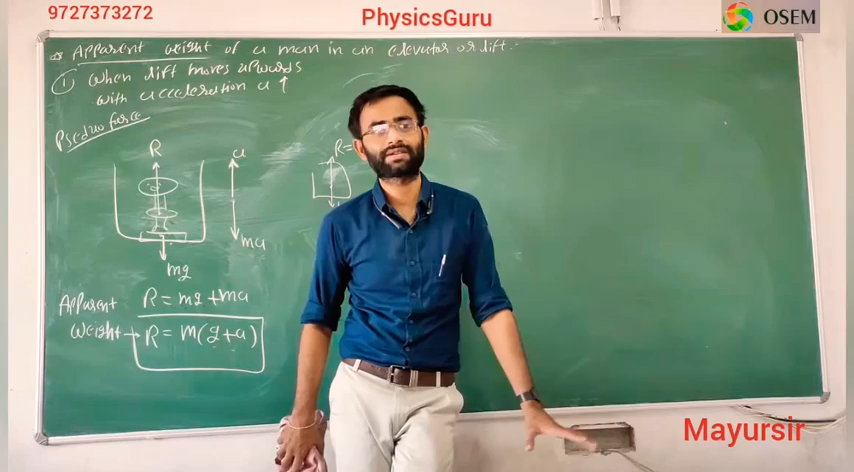 9727373272
PhysicsGuru
OSEM
Apparent weight of a man in an elevator or lift:
① When lift moves upwards
with acceleration a ↑
Pseduo force
R
a
R=
ma
mg
Apparent R = mg + ma
Weight → R = m(g+a)
Mayursir